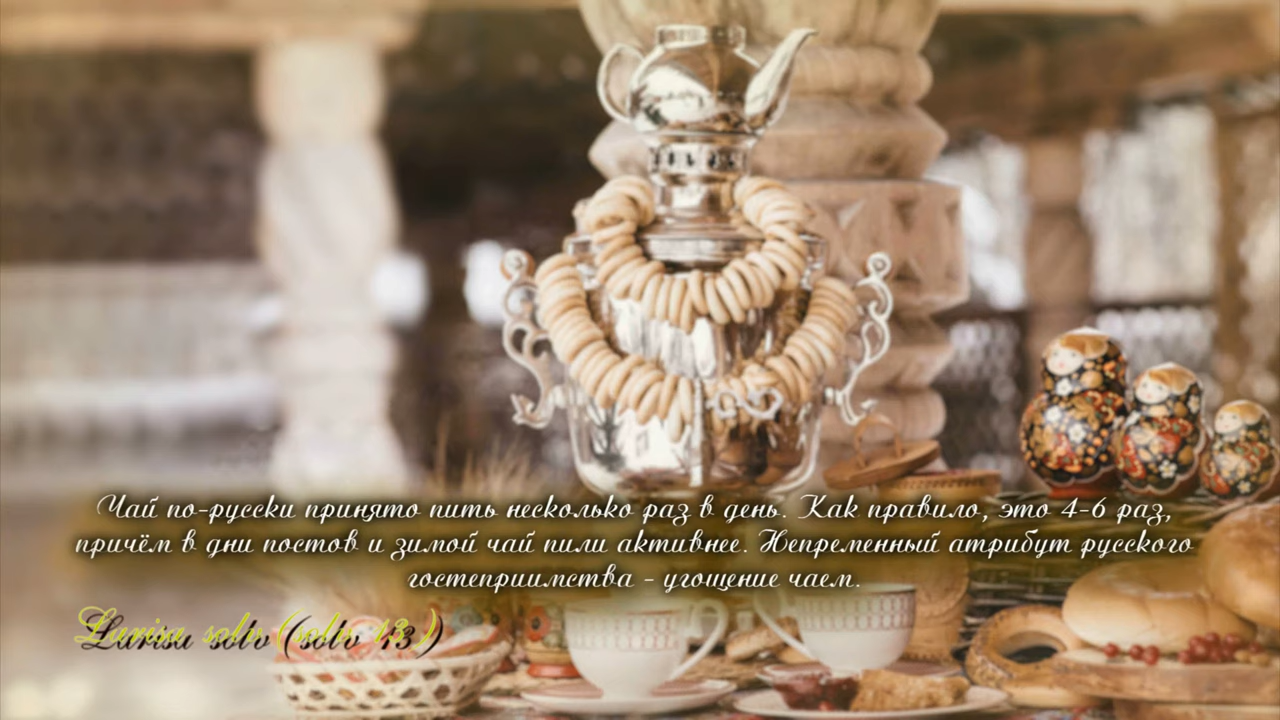 Чай по-русски принято пить несколько раз в день. Как правило, это 4-6 раз,
причём в дни постов и зимой чай пили активнее. Непременный атрибут русского
гостеприимства - угощение чаем.
Larisa solo (solo 13)